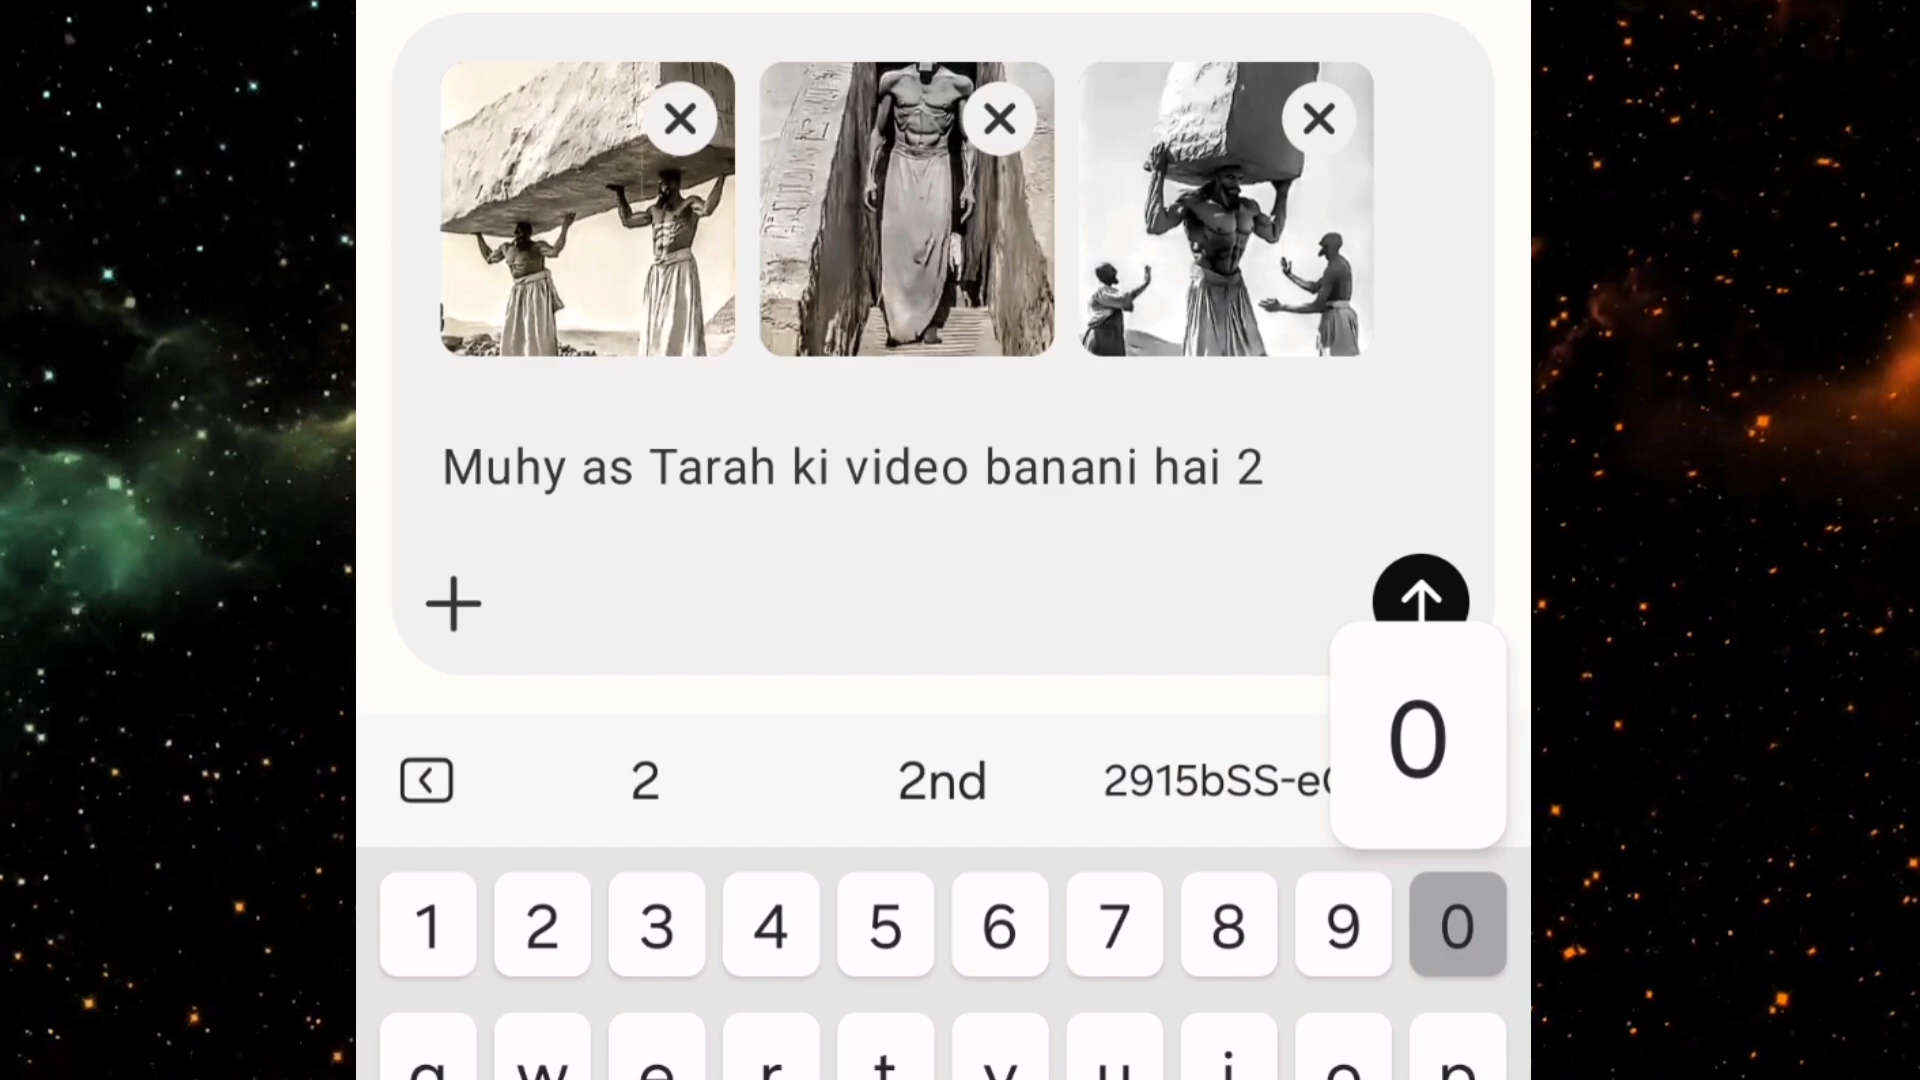 Muhy as Tarah ki video banani hai 2
2 2nd 2915bSS-e
0
1 2 3 4 5 6 7 8 9 0
q w e r t y u i o p